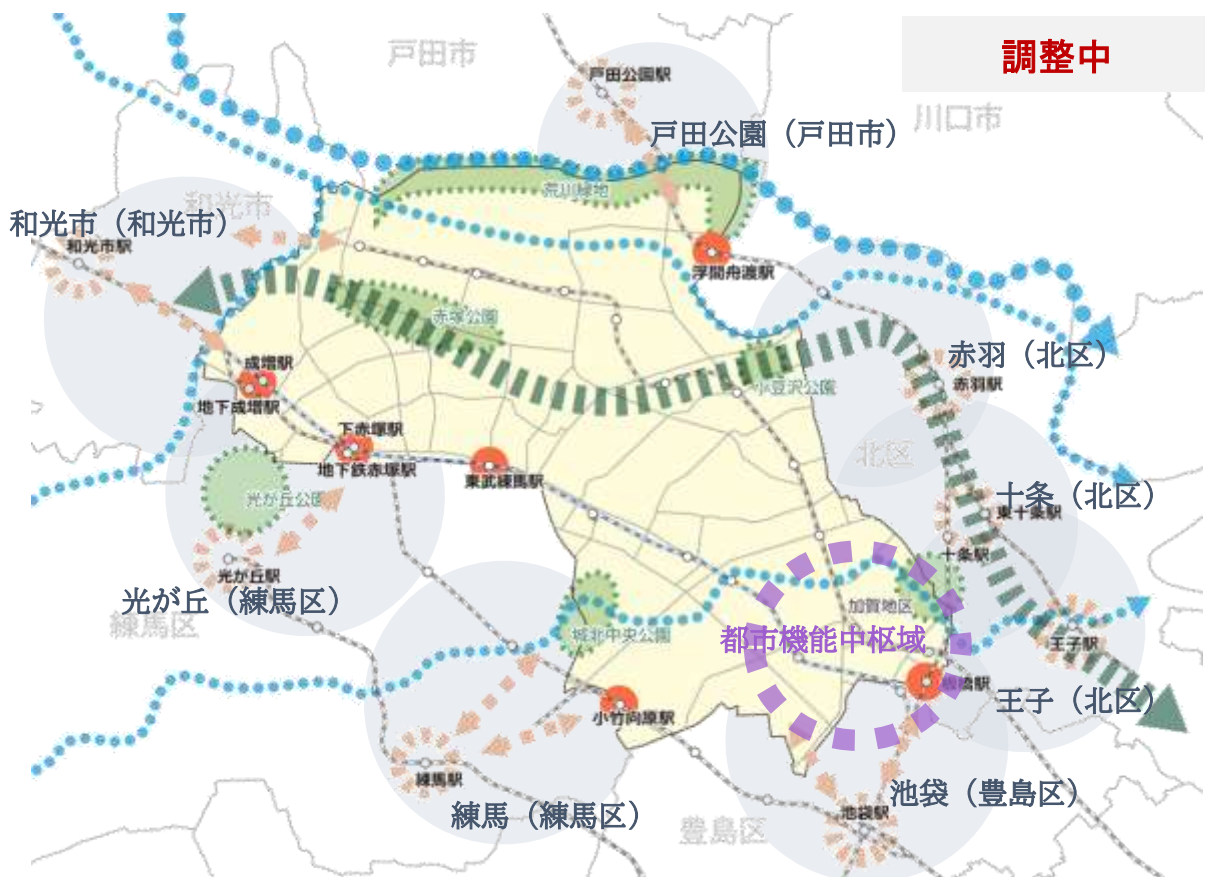 調整中
戸田市
戸田公園駅
川口市
戸田公園（戸田市）
荒川緑地
和光市
和光市（和光市）
和光市駅
浮間舟渡駅
赤塚公園
赤羽（北区）
成増駅
赤羽駅
小豆沢公園
地下成増駅
下赤塚駅
北区
地下鉄赤塚駅
東武練馬駅
光が丘公園
十条（北区）
東十条駅
十条駅
光が丘駅
光が丘（練馬区）
加賀地区
練馬区
城北中央公園
都市機能中枢域
王子駅
板橋駅
王子（北区）
小竹向原駅
練馬駅
池袋（豊島区）
練馬（練馬区）
池袋駅
豊島区